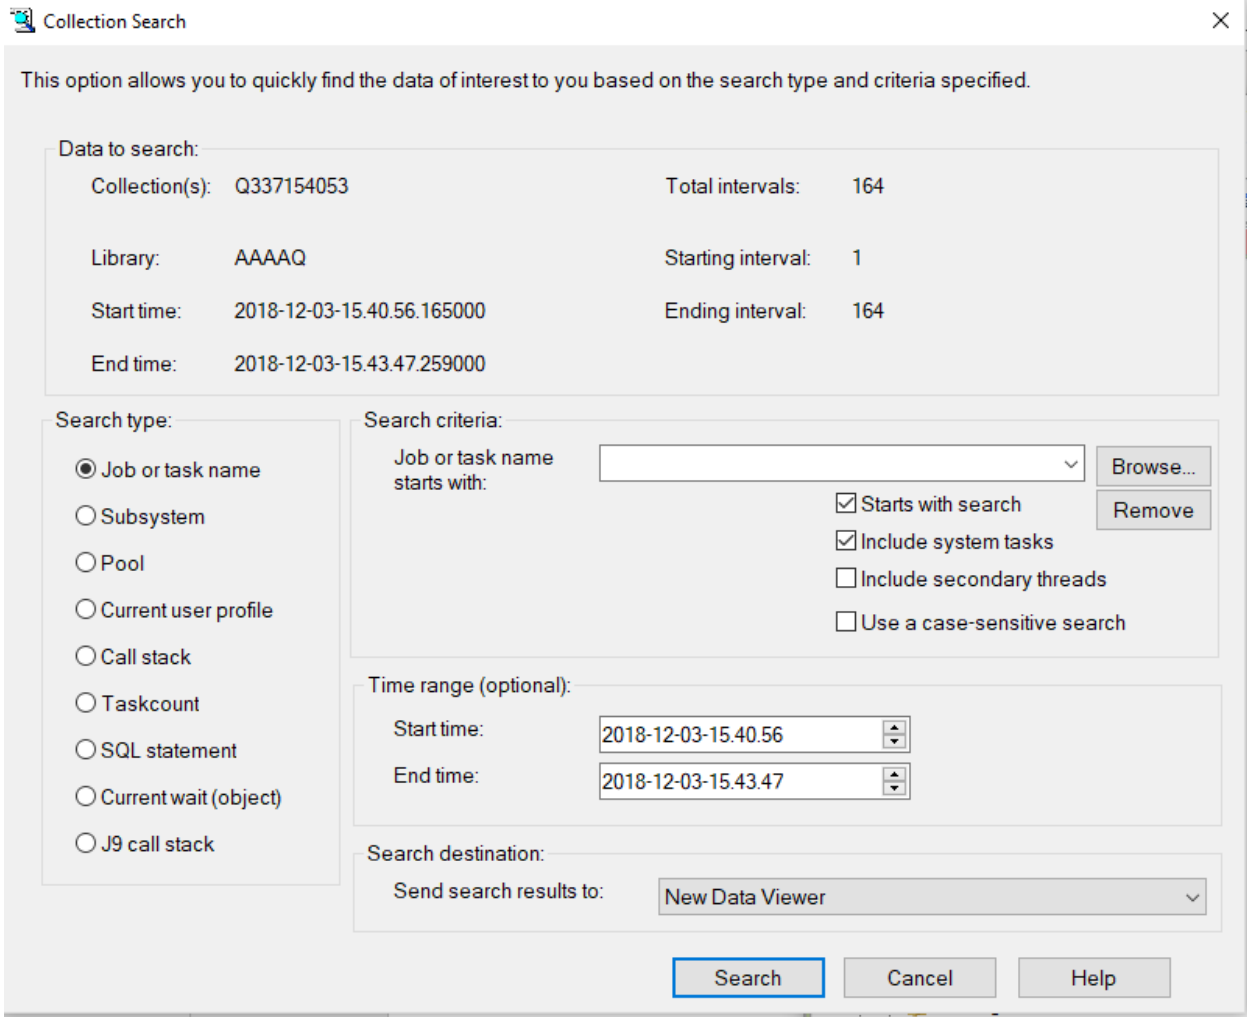 Collection Search
This option allows you to quickly find the data of interest to you based on the search type and criteria specified.
Data to search:
Collection(s): Q337154053 Total intervals: 164
Library: AAAAQ Starting interval: 1
Start time: 2018-12-03-15.40.56.165000 Ending interval: 164
End time: 2018-12-03-15.43.47.259000
Search type:
Job or task name
Subsystem
Pool
Current user profile
Call stack
Taskcount
SQL statement
Current wait (object)
J9 call stack
Search criteria:
Job or task name
starts with:
Browse...
Starts with search
Remove
Include system tasks
Include secondary threads
Use a case-sensitive search
Time range (optional):
Start time: 2018-12-03-15.40.56
End time: 2018-12-03-15.43.47
Search destination:
Send search results to: New Data Viewer
Search Cancel Help